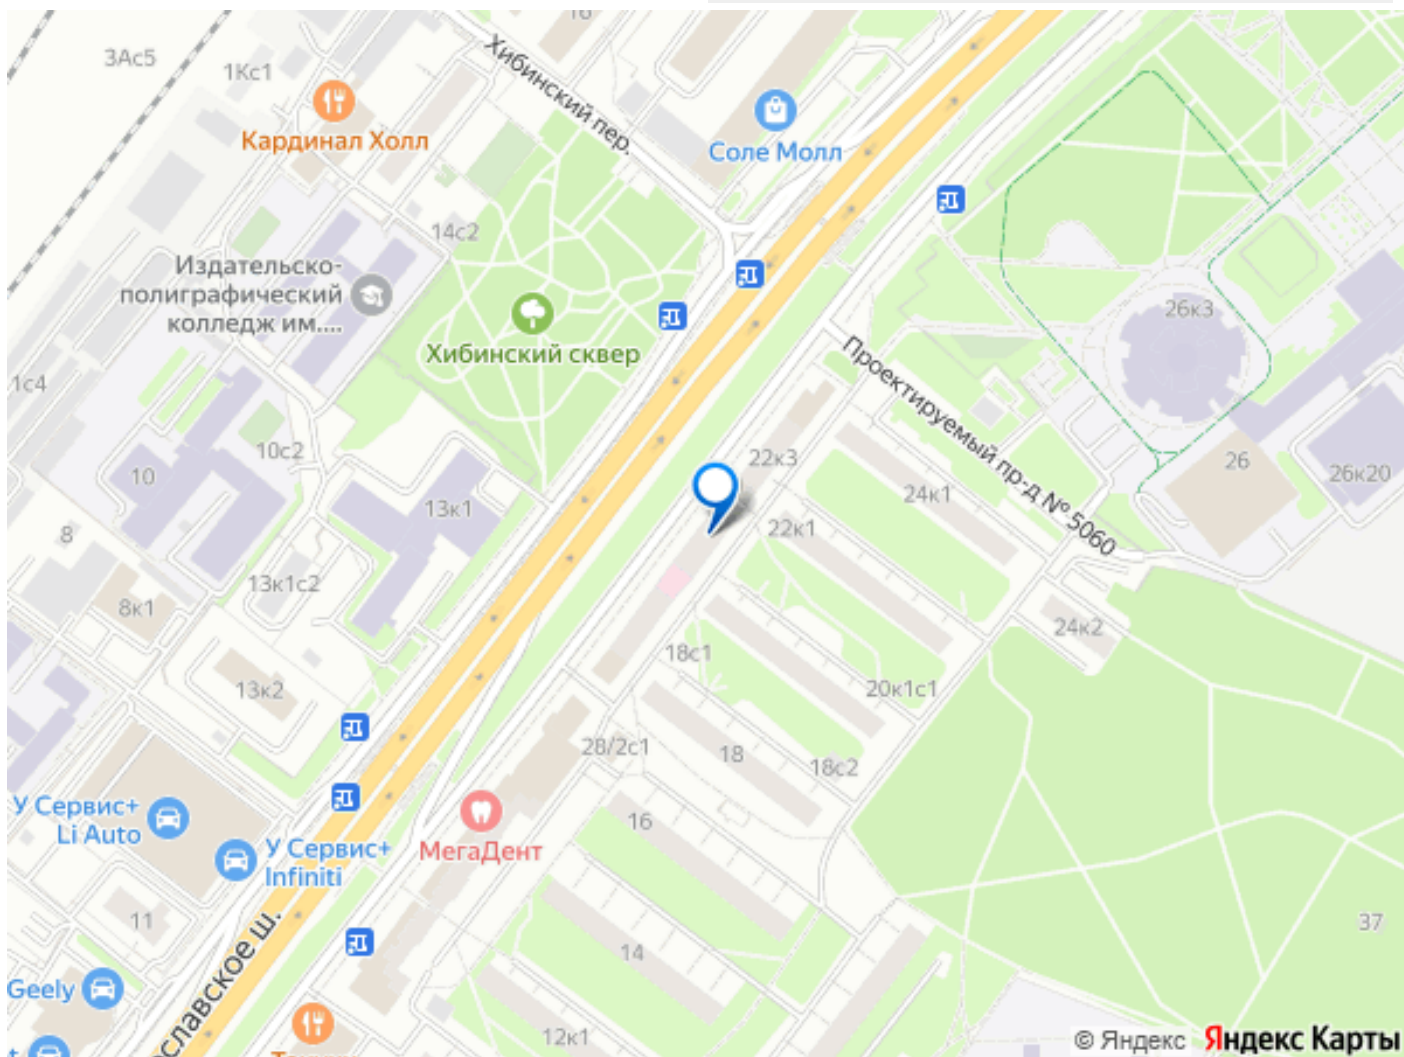 16
3Ас5
1Кс1
Хибинский пер.
Кардинал Холл
Соле Молл
14с2
Издательско-
полиграфический
колледж им....
Хибинский сквер
26к3
Проектируемый пр-д № 5060
1с4
10с2
10
22к3
26
26к20
24к1
13к1
22к1
8
13к1с2
8к1
24к2
18с1
13к2
20к1с1
28/2с1
18
18с2
У Сервис+
Li Auto
16
У Сервис+
Infiniti
МегаДент
11
37
14
Geely
12к1
© Яндекс Яндекс Карты